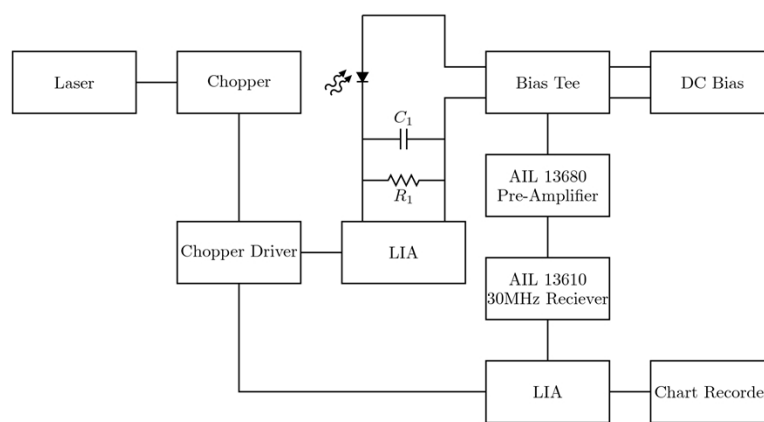 Laser
Chopper
Bias Tee
DC Bias
C₁
AIL 13680
Pre-Amplifier
R₁
Chopper Driver
LIA
AIL 13610
30MHz Reciever
LIA
Chart Recorde